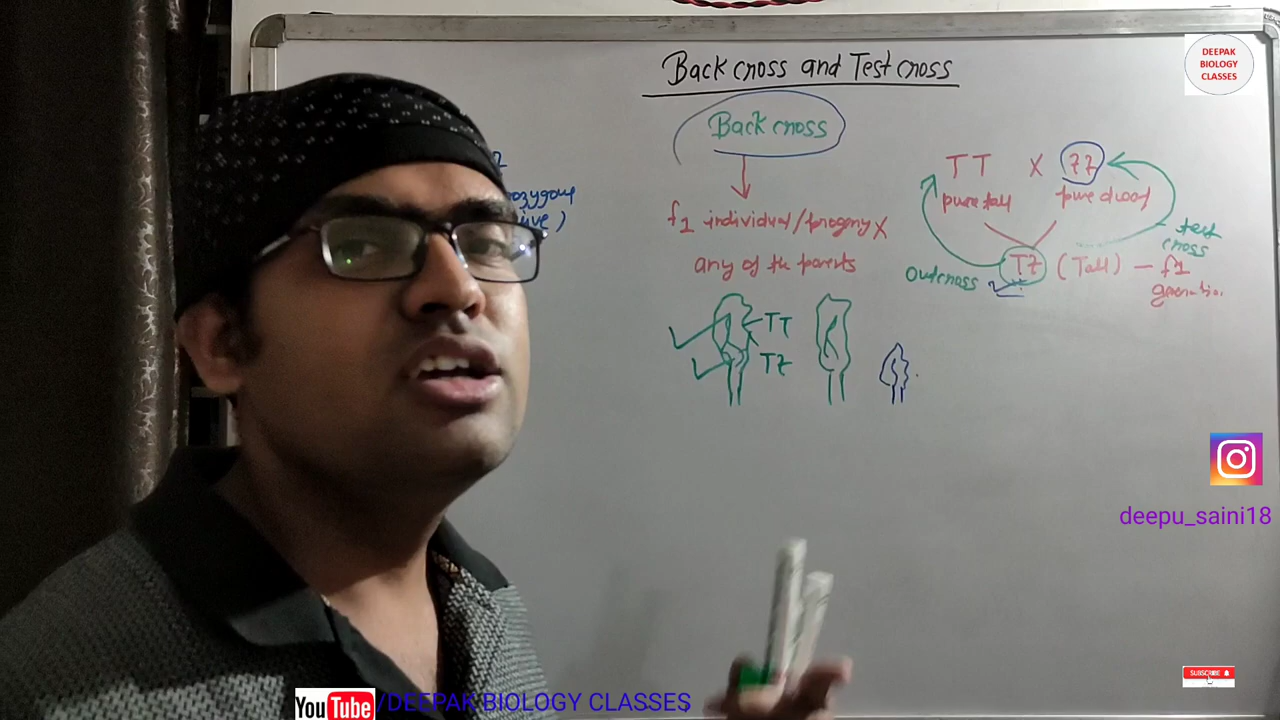 Back cross and Test cross
DEEPAK
BIOLOGY
CLASSES
Back cross
f1 individual/progeny X
any of the parents
TT
Tt
TT X tt
pure tall pure dwarf
test
cross
Outcross Tt (Tall) - f1
generation
deepu_saini18
SUBSCRIBE
YouTube/DEEPAK BIOLOGY CLASSES